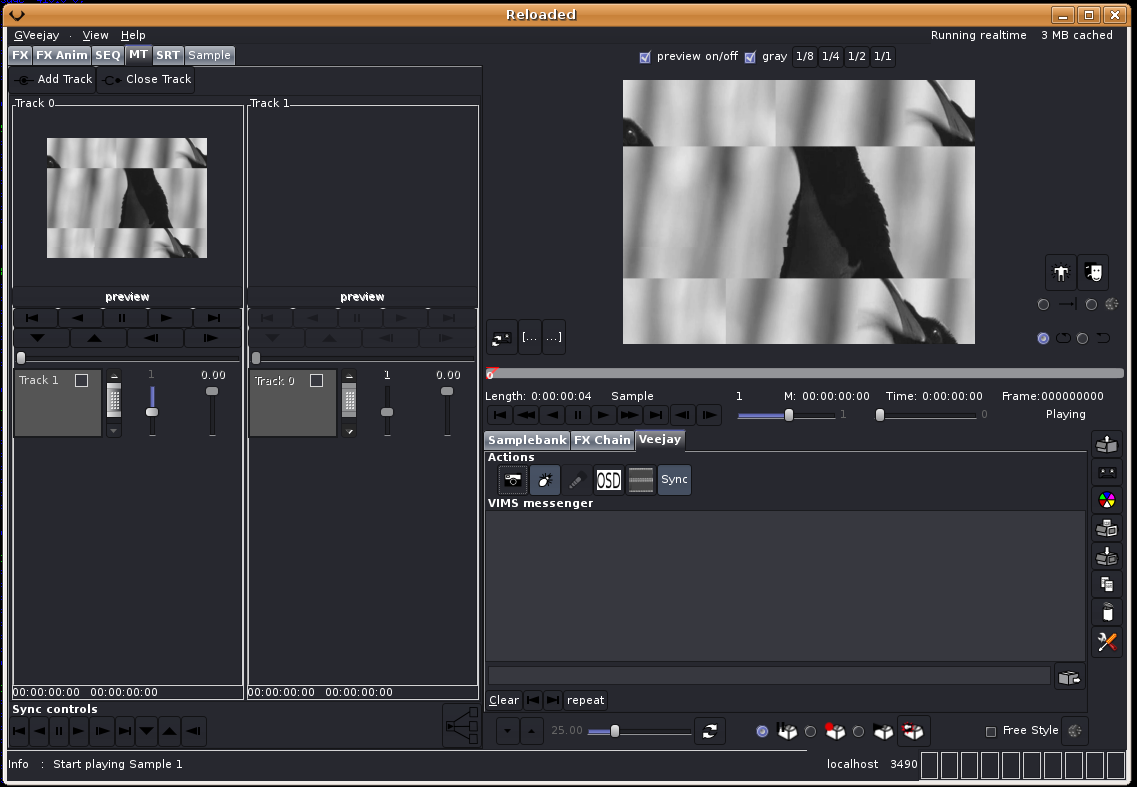 Reloaded
GVeejay · View Help
Running realtime 3 MB cached
FX FX Anim SEQ MT SRT Sample
preview on/off gray 1/8 1/4 1/2 1/1
Add Track Close Track
Track 0 Track 1
preview preview
[... ...]
Track 1 1 0.00
Track 0 1 0.00
Length: 0:00:00:04 Sample 1 M: 00:00:00:00 Time: 0:00:00:00 Frame:000000000
1 0 Playing
Samplebank FX Chain Veejay
Actions
OSD Sync
VIMS messenger
00:00:00:00 00:00:00:00 00:00:00:00 00:00:00:00
Clear repeat
Sync controls
25.00 Free Style
Info : Start playing Sample 1 localhost 3490